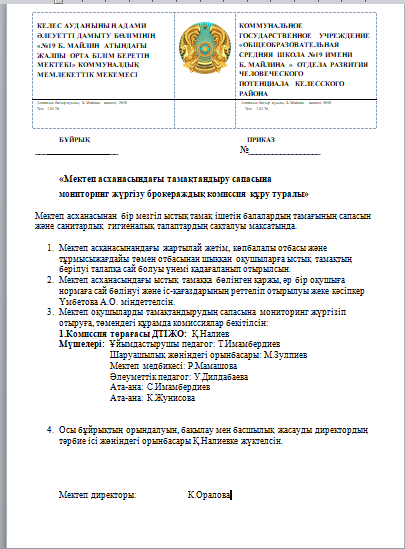 КЕЛЕС АУДАНЫНЫҢ АДАМИ
ӘЛЕУЕТТІ ДАМЫТУ БӨЛІМІНІҢ
«№19 Б. МАЙЛИН АТЫНДАҒЫ
ЖАЛПЫ ОРТА БІЛІМ БЕРЕТІН
МЕКТЕБІ» КОММУНАЛДЫҚ
МЕМЛЕКЕТТІК МЕКЕМЕСІ
КОММУНАЛЬНОЕ
ГОСУДАРСТВЕННОЕ УЧРЕЖДЕНИЕ
«ОБЩЕОБРАЗОВАТЕЛЬНАЯ
СРЕДНЯЯ ШКОЛА №19 ИМЕНИ
Б. МАЙЛИНА » ОТДЕЛА РАЗВИТИЯ
ЧЕЛОВЕЧЕСКОГО
ПОТЕНЦИАЛА КЕЛЕССКОГО
РАЙОНА
БҰЙРЫҚ
ПРИКАЗ
№
«Мектеп асханасындағы тамақтандыру сапасына
мониторинг жүргізу брокераждық комиссия құру туралы»
Мектеп асханасынан бір мезгіл ыстық тамақ ішетін балалардың тамағының сапасын
және санитарлық гигиеналық талаптардың сақталуы мақсатында.
1. Мектеп асқанасынандағы жартылай жетім, көпбалалы отбасы және
тұрмысыжағдайы төмен отбасынан шыққан оқушыларға ыстық тамақтың
берілуі талапқа сай болуы үнемі қадағаланып отырылсын.
2. Мектеп асханасындағы ыстық тамаққа бөлінген қаржы, әр бір оқушыға
нормаға сай бөлінуі және іс-қағаздарының реттеліп отырылуы жеке кәсіпкер
Умбетова А.О. міндеттелсін.
3. Мектеп оқушыларды тамақтандырудың сапасына мониторинг жүргізіп
отыруға, төмендегі құрамда комиссиялар бекітілсін:
1.Комиссия төрағасы ДТІЖО: Қ.Налиев
Мүшелері: Ұйымдастырушы педагог: Т.Имамбердиев
Шаруашылық жөніндегі орынбасары: М.Зулпиев
Мектеп медбикесі: Р.Мамашова
Әлеуметтік педагог: У.Дилдабаева
Ата-ана: С.Имамбердиев
Ата-ана: К.Жунисова
4. Осы бұйрықтың орындалуын, бақылау мен басшылық жасауды директордың
тәрбие ісі жөніндегі орынбасары Қ.Налиевке жүктелсін.
Мектеп директоры: К.Оралова